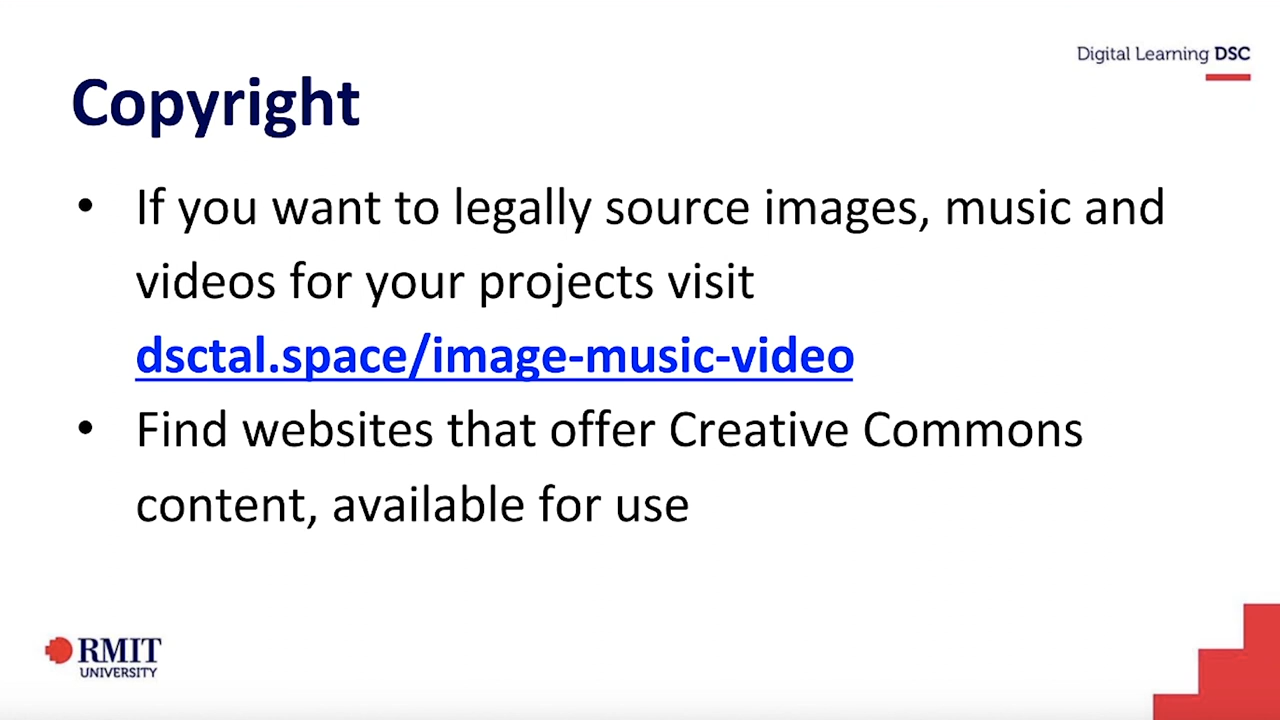 Digital Learning DSC
Copyright
• If you want to legally source images, music and
videos for your projects visit
dsctal.space/image-music-video
• Find websites that offer Creative Commons
content, available for use
RMIT
UNIVERSITY